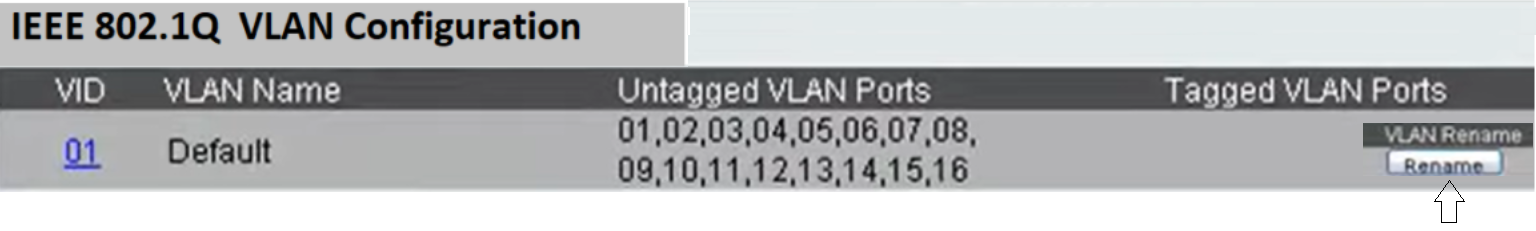 IEEE 802.1Q VLAN Configuration
VID VLAN Name Untagged VLAN Ports Tagged VLAN Ports
01 Default 01,02,03,04,05,06,07,08,
09,10,11,12,13,14,15,16
VLAN Rename
Rename